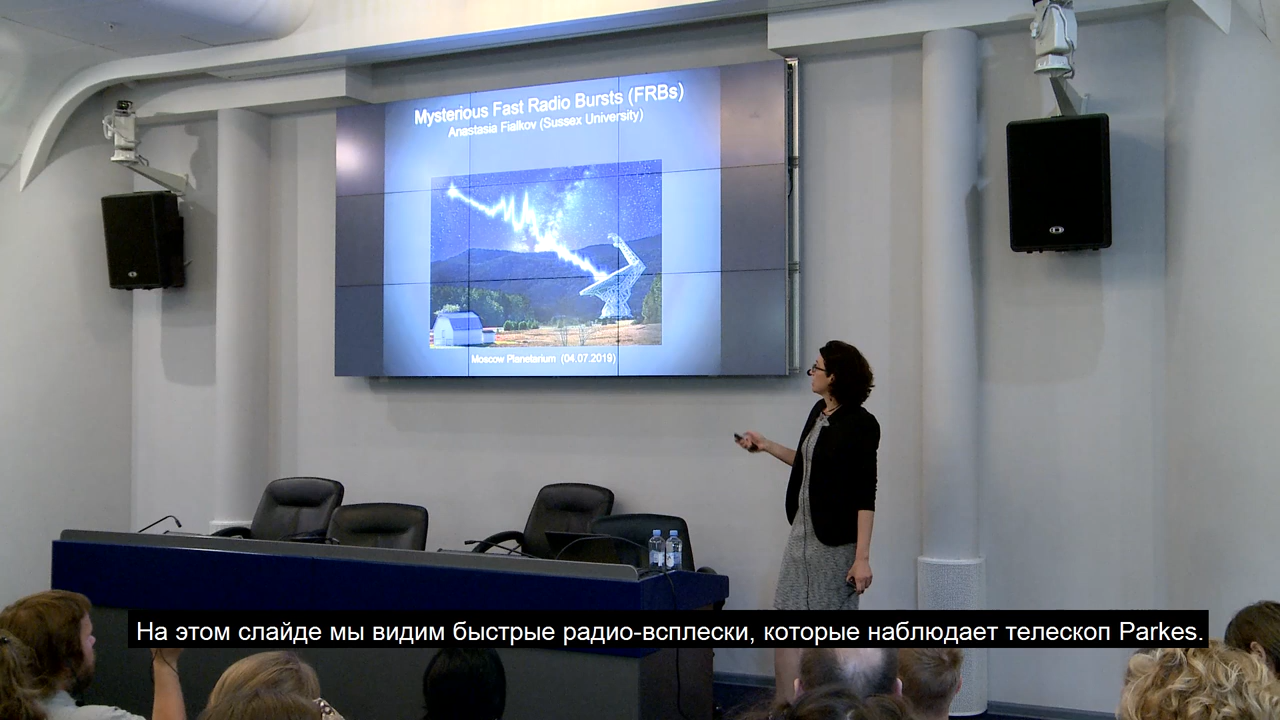 Mysterious Fast Radio Bursts (FRBs)
Anastasia Fialkov (Sussex University)
Moscow Planetarium (04.07.2019)
На этом слайде мы видим быстрые радио-всплески, которые наблюдает телескоп Parkes.